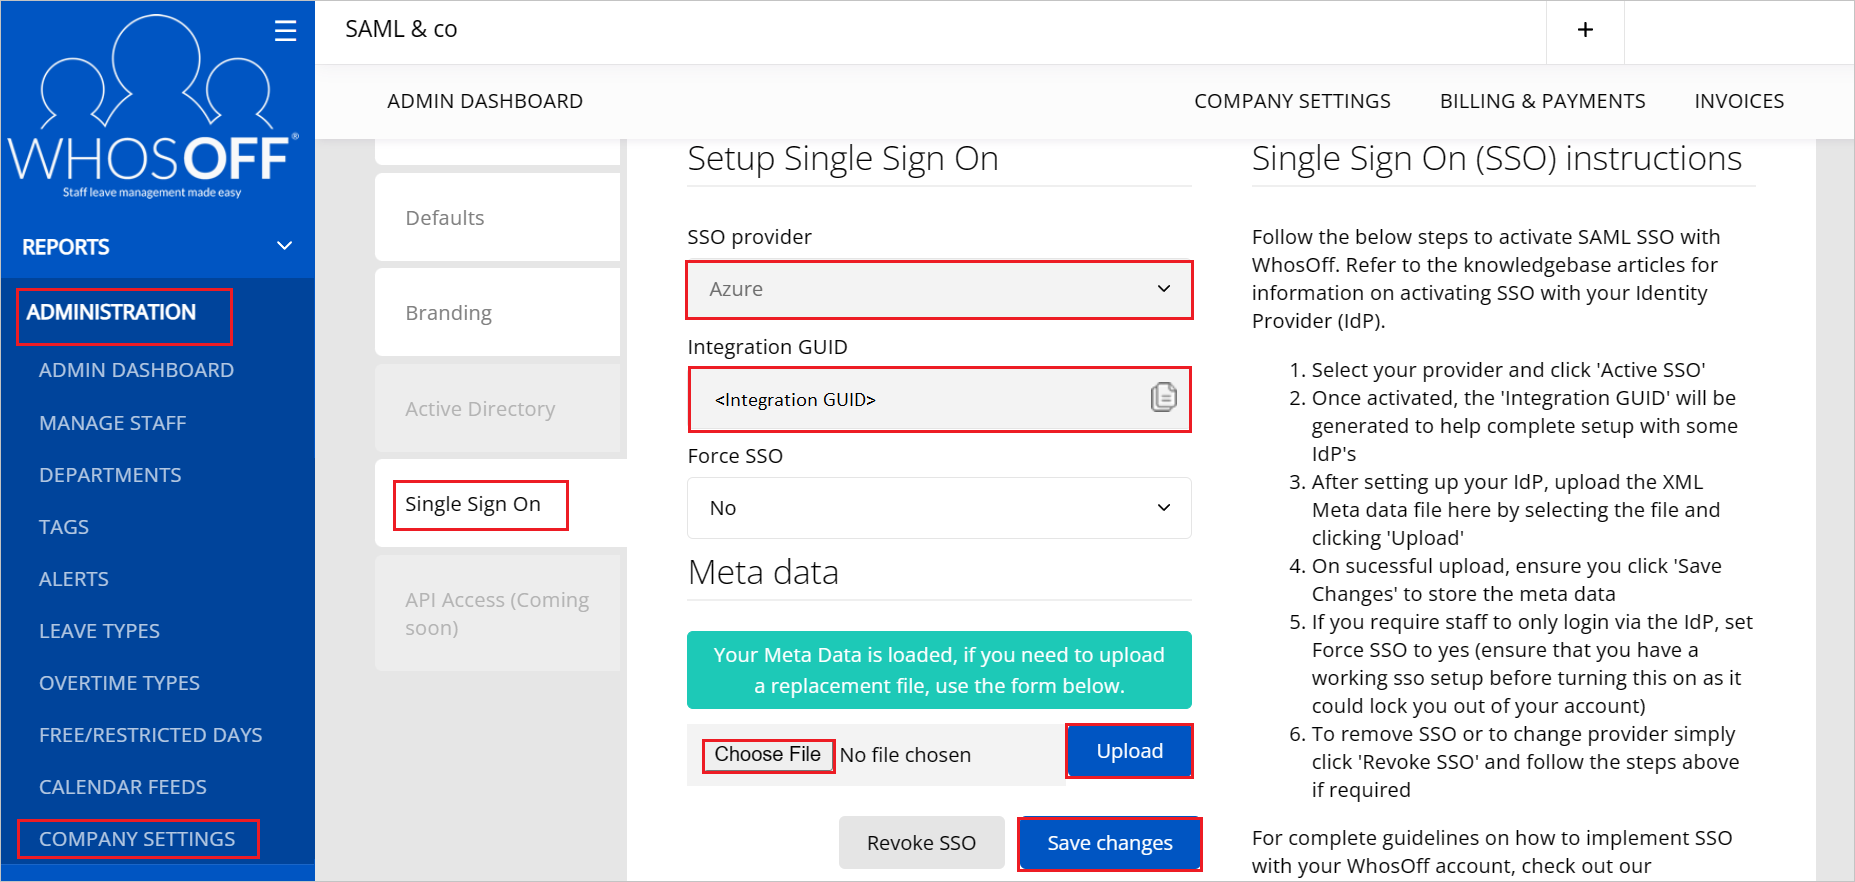 WHOSOFF®
Staff leave management made easy
REPORTS
ADMINISTRATION
ADMIN DASHBOARD
MANAGE STAFF
DEPARTMENTS
TAGS
ALERTS
LEAVE TYPES
OVERTIME TYPES
FREE/RESTRICTED DAYS
CALENDAR FEEDS
COMPANY SETTINGS
SAML & co
+
ADMIN DASHBOARD
COMPANY SETTINGS
BILLING & PAYMENTS
INVOICES
Defaults
Branding
Active Directory
Single Sign On
API Access (Coming
soon)
Setup Single Sign On
SSO provider
Azure
Integration GUID
<Integration GUID>
Force SSO
No
Meta data
Your Meta Data is loaded, if you need to upload
a replacement file, use the form below.
Choose File No file chosen
Upload
Revoke SSO
Save changes
Single Sign On (SSO) instructions
Follow the below steps to activate SAML SSO with
WhosOff. Refer to the knowledgebase articles for
information on activating SSO with your Identity
Provider (IdP).
1. Select your provider and click 'Active SSO'
2. Once activated, the 'Integration GUID' will be
generated to help complete setup with some
IdP's
3. After setting up your IdP, upload the XML
Meta data file here by selecting the file and
clicking 'Upload'
4. On sucessful upload, ensure you click 'Save
Changes' to store the meta data
5. If you require staff to only login via the IdP, set
Force SSO to yes (ensure that you have a
working sso setup before turning this on as it
could lock you out of your account)
6. To remove SSO or to change provider simply
click 'Revoke SSO' and follow the steps above
if required
For complete guidelines on how to implement SSO
with your WhosOff account, check out our